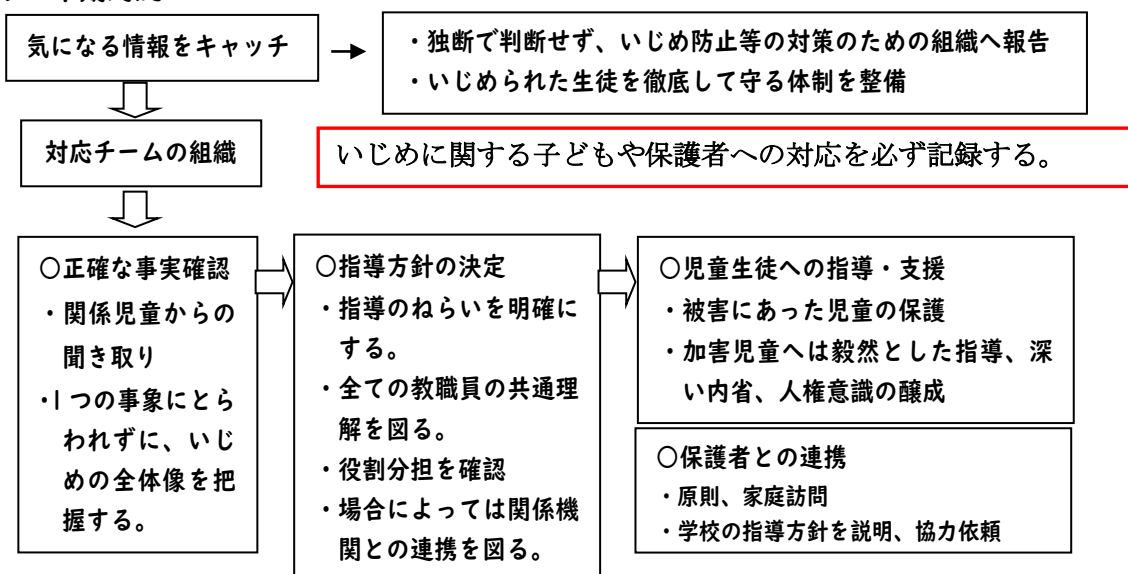 気になる情報をキャッチ
・独断で判断せず、いじめ防止等の対策のための組織へ報告
・いじめられた生徒を徹底して守る体制を整備
対応チームの組織
いじめに関する子どもや保護者への対応を必ず記録する。
〇正確な事実確認
・関係児童からの
聞き取り
・1つの事象にとら
われずに、いじ
めの全体像を把
握する。
〇指導方針の決定
・指導のねらいを明確に
する。
・全ての教職員の共通理
解を図る。
・役割分担を確認
・場合によっては関係機
関との連携を図る。
〇児童生徒への指導・支援
・被害にあった児童の保護
・加害児童へは毅然とした指導、深
い内省、人権意識の醸成
〇保護者との連携
・原則、家庭訪問
・学校の指導方針を説明、協力依頼